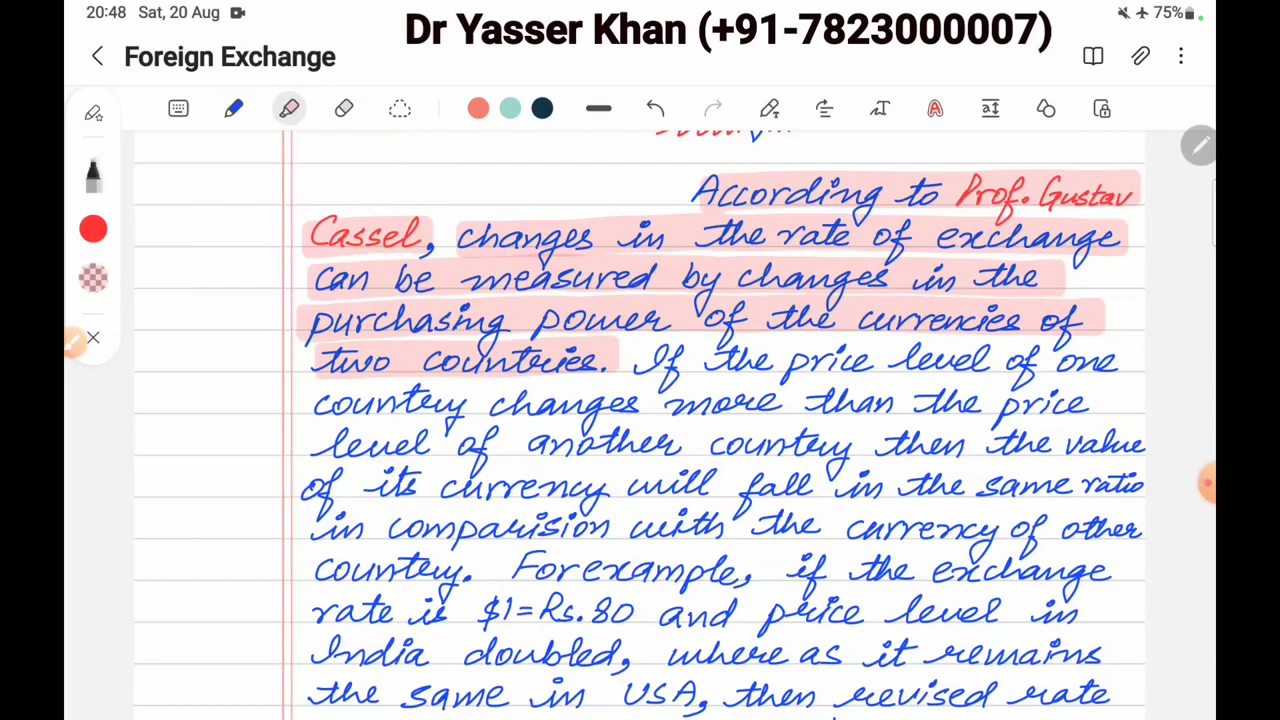 20:48 Sat, 20 Aug
Dr Yasser Khan (+91-7823000007)
75%
Foreign Exchange
According to Prof. Gustav
Cassel, changes in the rate of exchange
can be measured by changes in the
purchasing power of the currencies of
two countries. If the price level of one
country changes more than the price
level of another country then the value
of its currency will fall in the same ratio
in comparision with the currency of other
country. For example, if the exchange
rate is $1=Rs.80 and price level in
India doubled, where as it remains
the same in USA, then revised rate